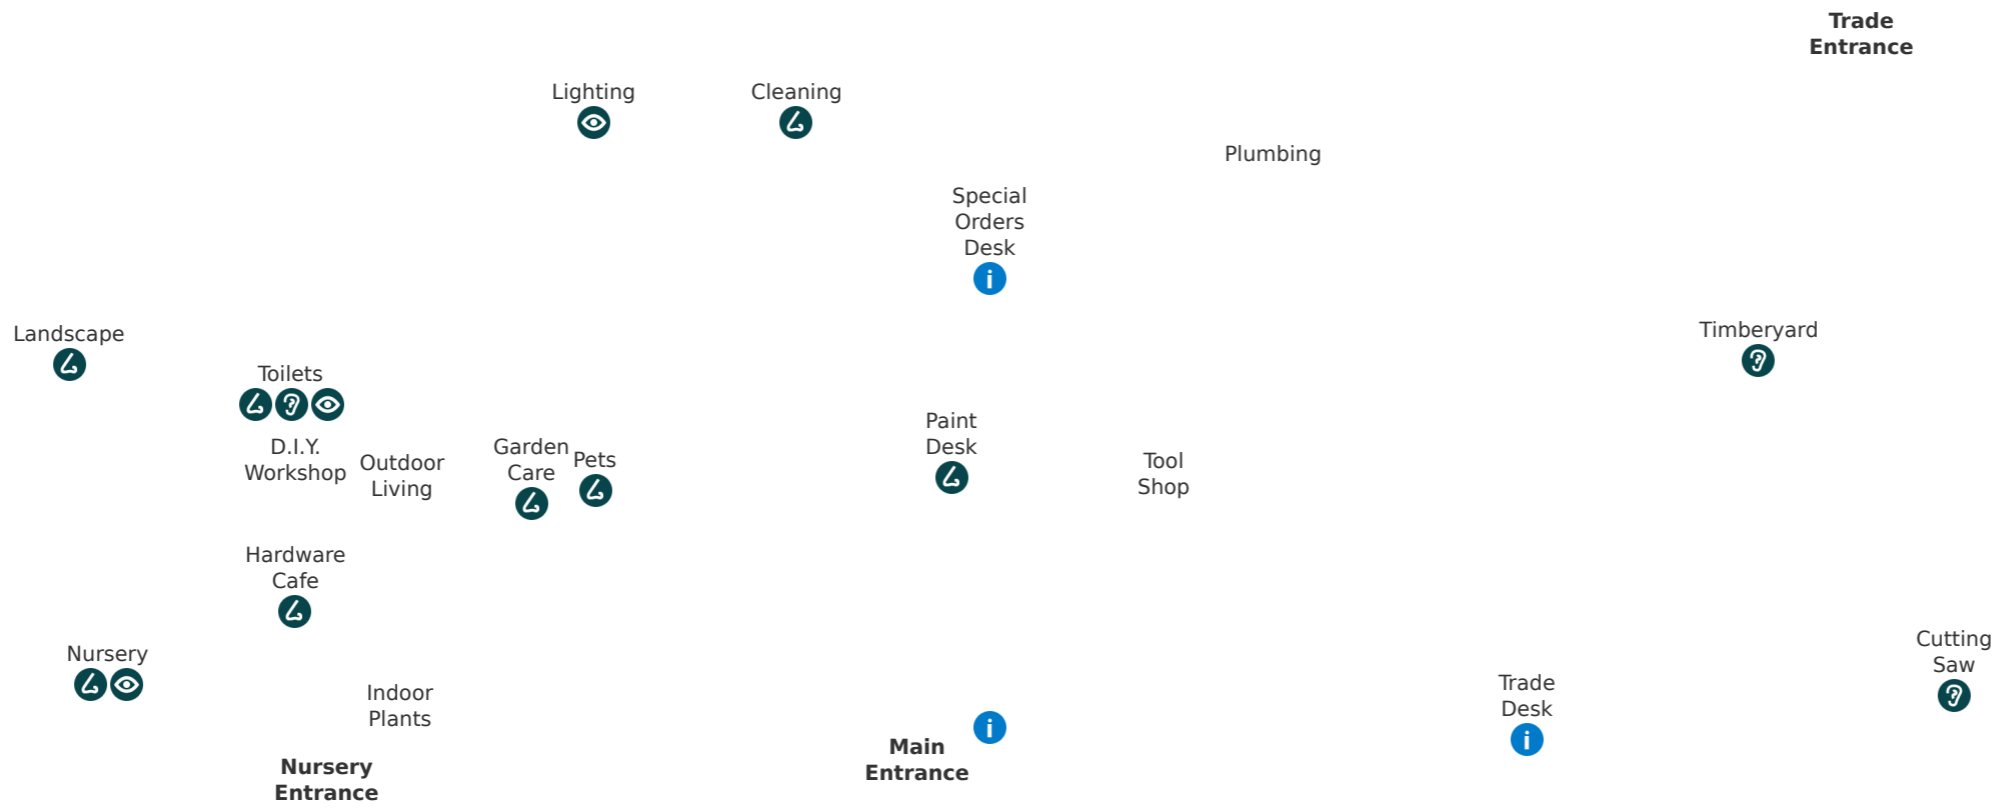 Trade
Entrance
Lighting
Cleaning
Plumbing
Special
Orders
Desk
i
Landscape
Timberyard
Toilets
Paint
Desk
D.I.Y.
Workshop
Outdoor
Living
Garden
Care
Pets
Tool
Shop
Hardware
Cafe
Nursery
Cutting
Saw
Indoor
Plants
Trade
Desk
i
i
Main
Entrance
Nursery
Entrance